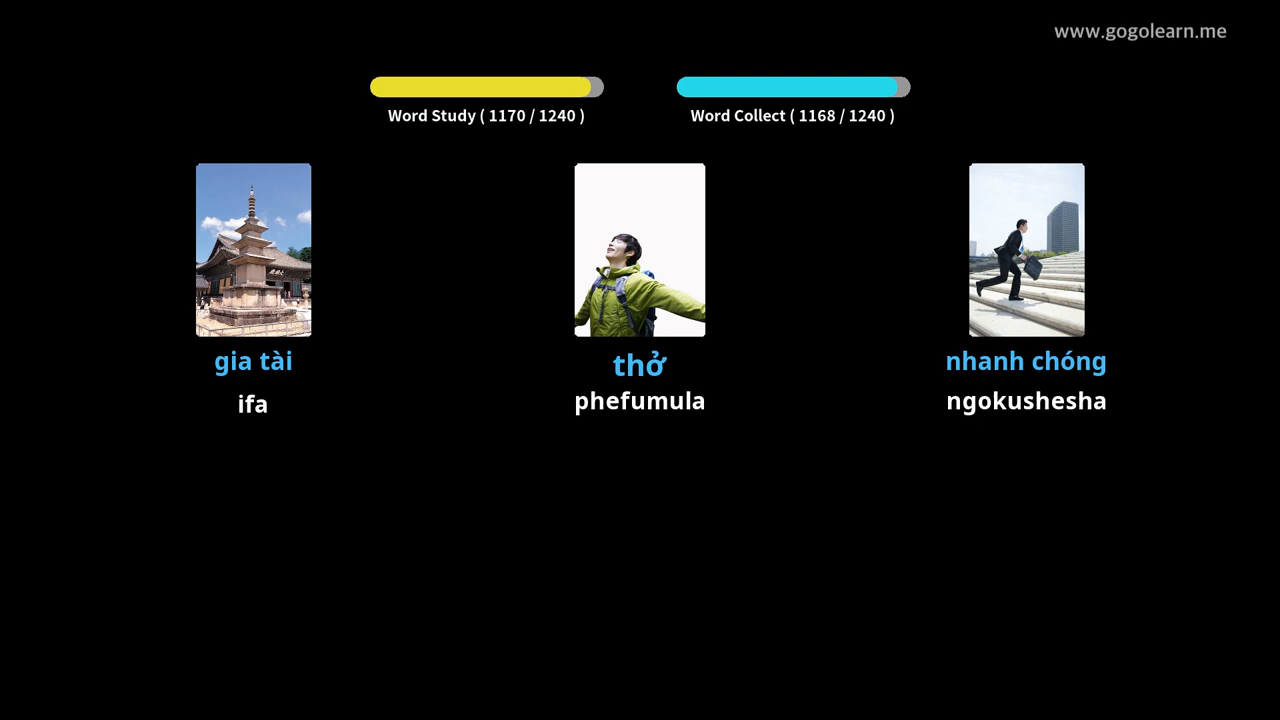 www.gogolearn.me
Word Study ( 1170 / 1240 )
Word Collect ( 1168 / 1240 )
gia tài
thở
nhanh chóng
ifa
phefumula
ngokushesha